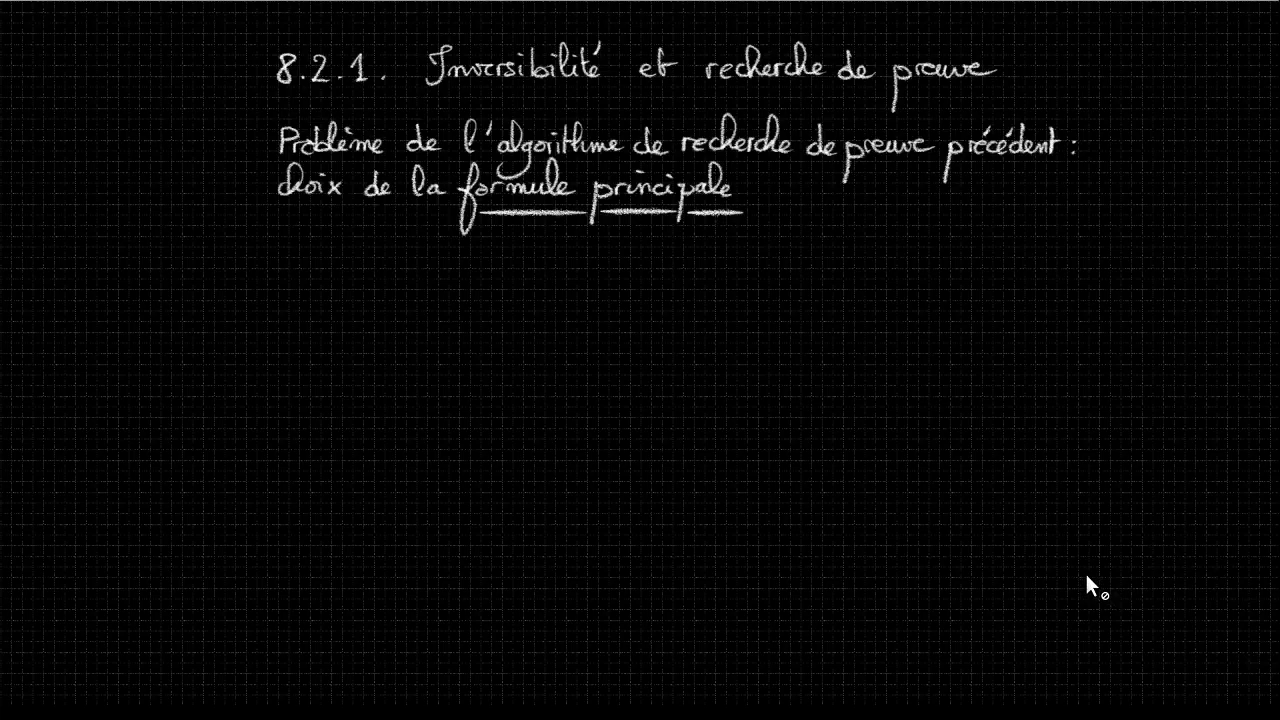 8.2.1. Inversibilité et recherche de preuve
Problème de l'algorithme de recherche de preuve précédent :
choix de la formule principale